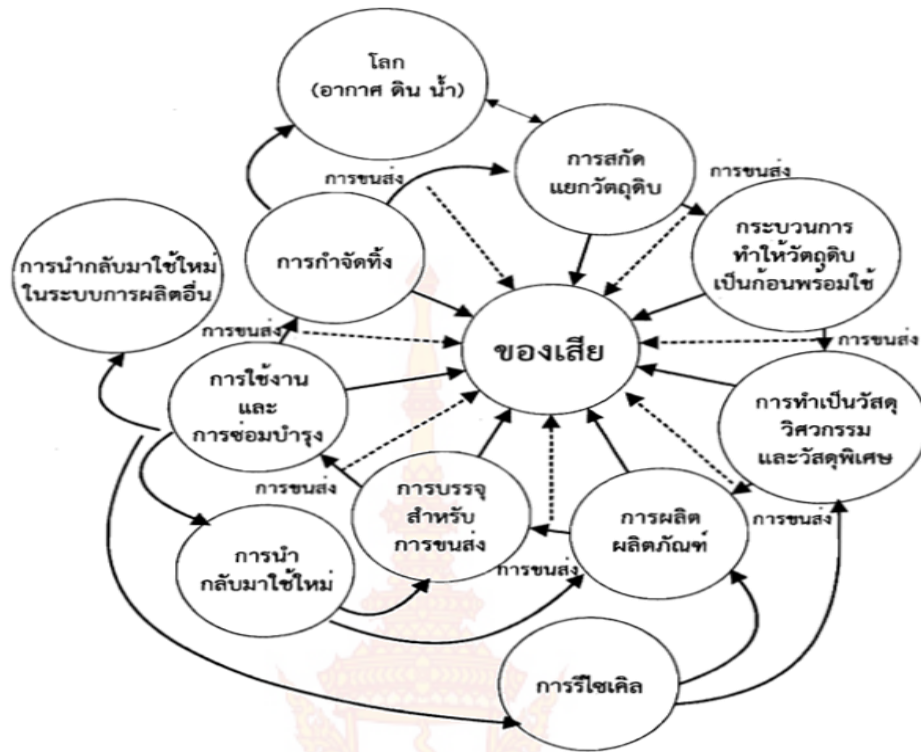 โลก
(อากาศ ดิน น้ำ)
การสกัด
แยกวัตถุดิบ
การขนส่ง
การขนส่ง
กระบวนการ
ทำให้วัตถุดิบ
เป็นก้อนพร้อมใช้
การกำจัดทิ้ง
การนำกลับมาใช้ใหม่
ในระบบการผลิตอื่น
การขนส่ง
ของเสีย
การขนส่ง
การใช้งาน
และ
การซ่อมบำรุง
การทำเป็นวัสดุ
วิศวกรรม
และวัสดุพิเศษ
การขนส่ง
การบรรจุ
สำหรับ
การขนส่ง
การผลิต
ผลิตภัณฑ์
การขนส่ง
การขนส่ง
การนำ
กลับมาใช้ใหม่
การรีไซเคิล